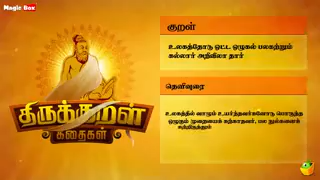 Magic Box
திருக்குறள்
கதைகள்
குறள்
உலகத்தோடு ஒட்ட ஒழுகல் பலகற்றும்
கல்லார் அறிவிலா தார்
தெளிவுரை
உலகத்தில் வாழும் உயர்ந்தவர்களோடு பொருந்த
ஒழுகும் முறையைக் கற்காதவர், பல நூல்களைக்
கற்றிருந்தும்